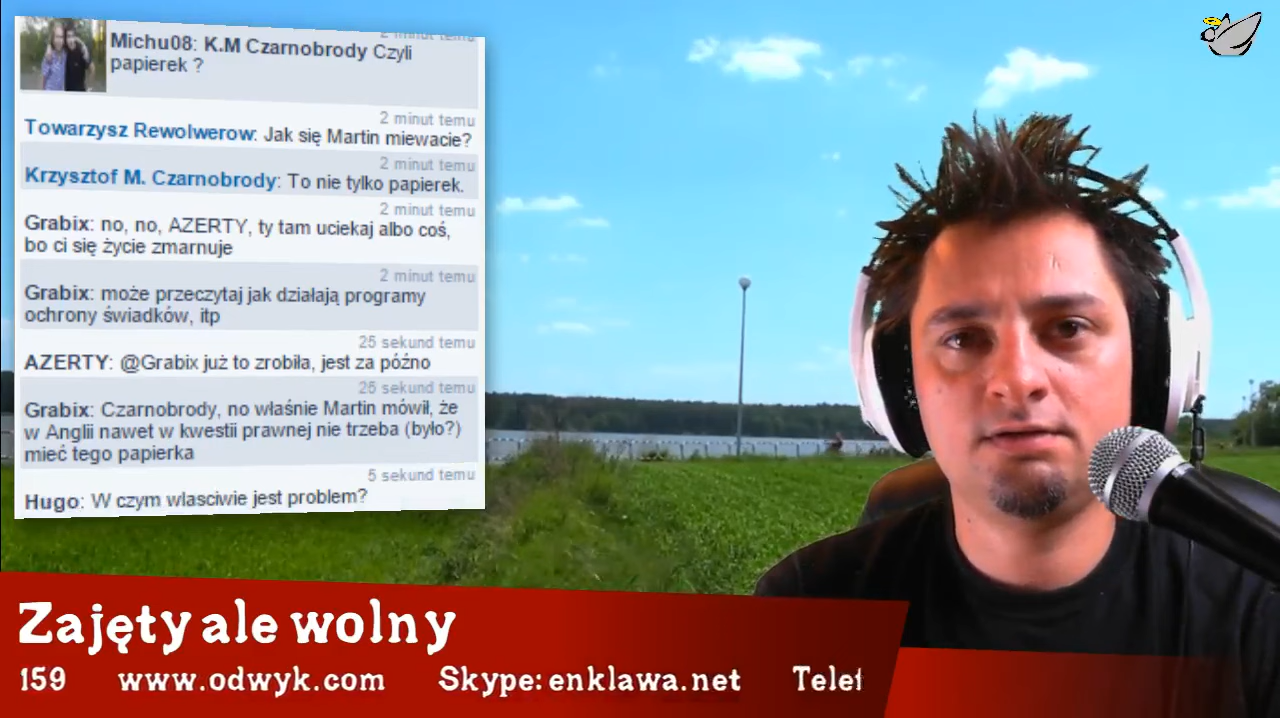 2 minut temu
Michu08: K.M Czarnobrody Czyli
papierek ?
2 minut temu
Towarzysz Rewolwerow: Jak się Martin miewacie?
2 minut temu
Krzysztof M. Czarnobrody: To nie tylko papierek.
2 minut temu
Grabix: no, no, AZERTY, ty tam uciekaj albo coś,
bo ci się życie zmarnuje
2 minut temu
Grabix: może przeczytaj jak działają programy
ochrony świadków, itp
25 sekund temu
AZERTY: @Grabix już to zrobiła, jest za późno
25 sekund temu
Grabix: Czarnobrody, no właśnie Martin mówił, że
w Anglii nawet w kwestii prawnej nie trzeba (było?)
mieć tego papierka
5 sekund temu
Hugo: W czym wlasciwie jest problem?
Zajęty ale wolny
159 www.odwyk.com Skype: enklawa.net Telef